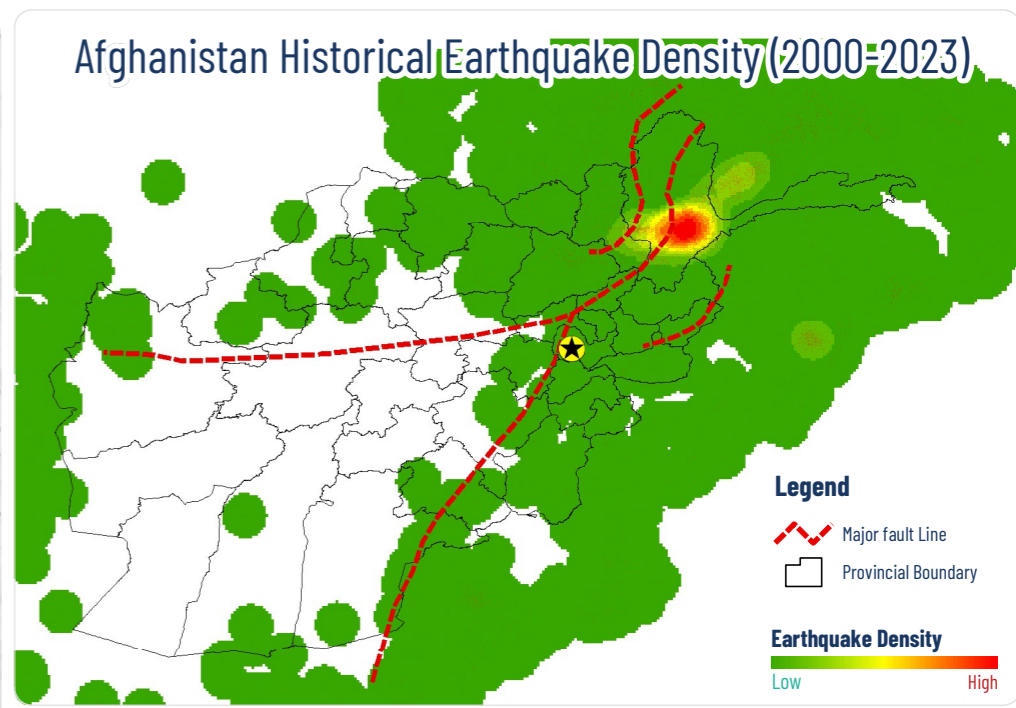 Afghanistan Historical Earthquake Density (2000=2023)
Legend
Major fault Line
Provincial Boundary
Earthquake Density
Low High